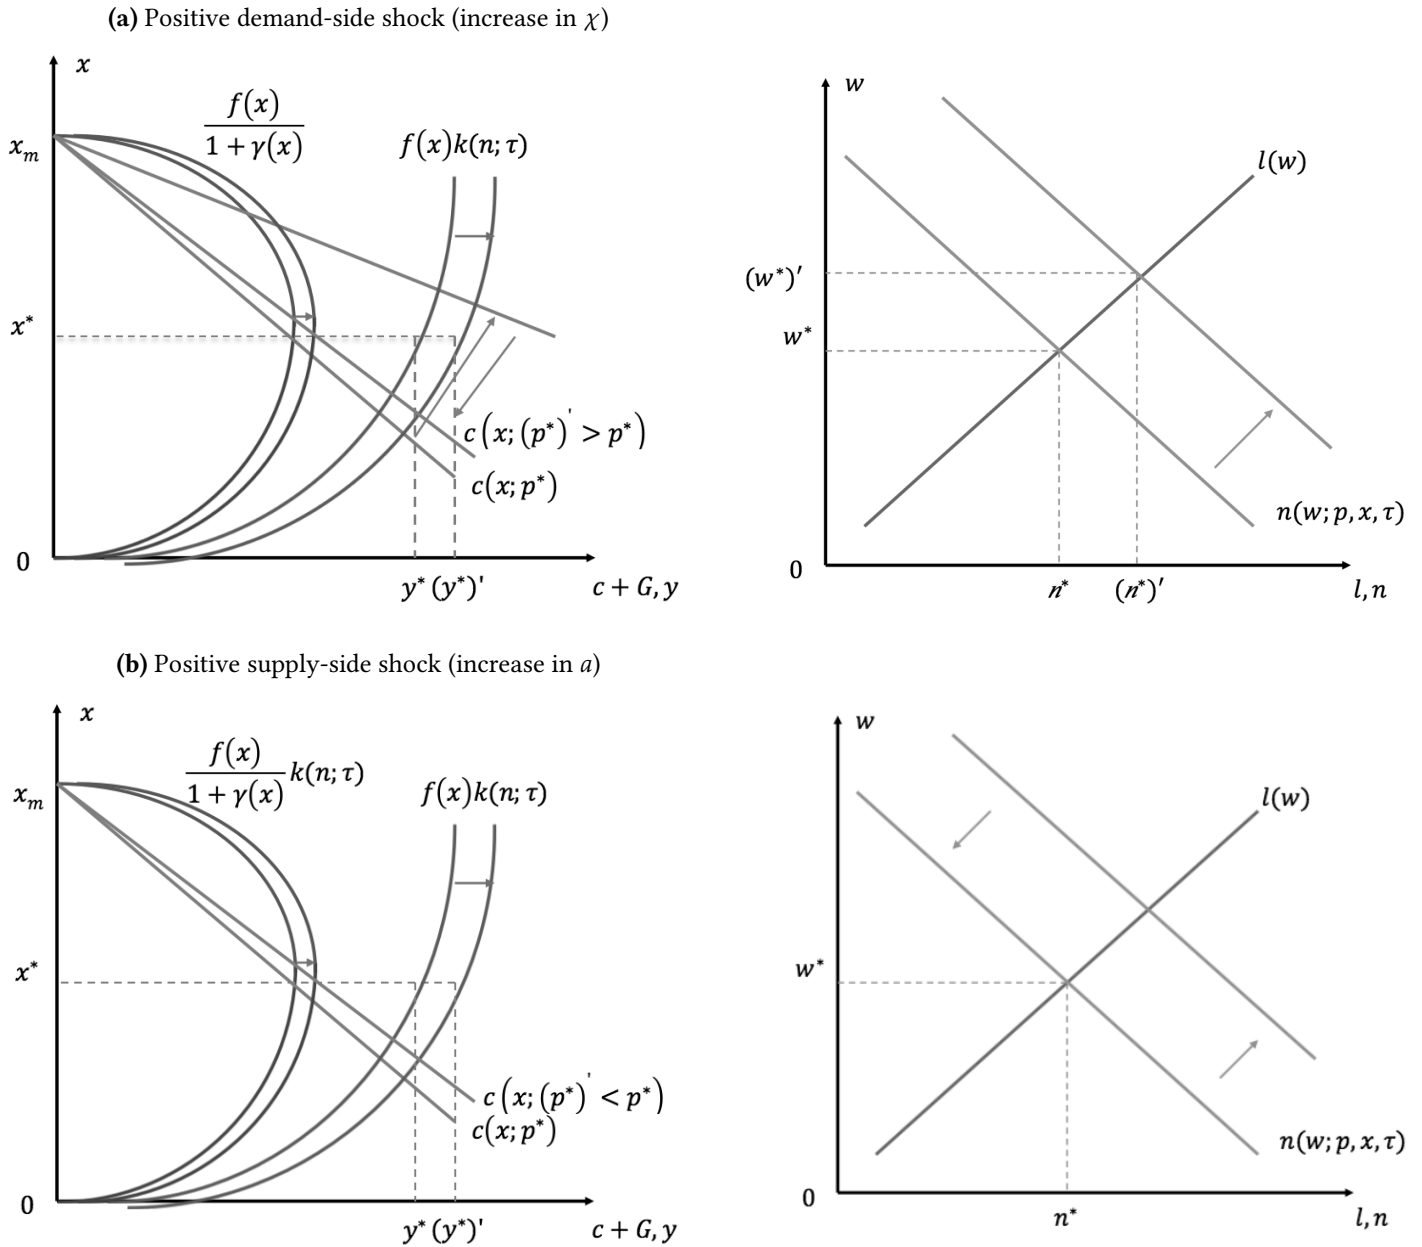 (a) Positive demand-side shock (increase in χ)
x
f(x)
1 + γ(x)
f(x)k(n; τ)
x_m
x*
c(x; (p*)' > p*)
c(x; p*)
0
y* (y*)'
c + G, y
w
l(w)
(w*)'
w*
n(w; p, x, τ)
0
n*
(n*)'
l, n
(b) Positive supply-side shock (increase in a)
x
f(x)
1 + γ(x)
k(n; τ)
f(x)k(n; τ)
x_m
x*
c(x; (p*)' < p*)
c(x; p*)
0
y* (y*)'
c + G, y
w
l(w)
w*
n(w; p, x, τ)
0
n*
l, n